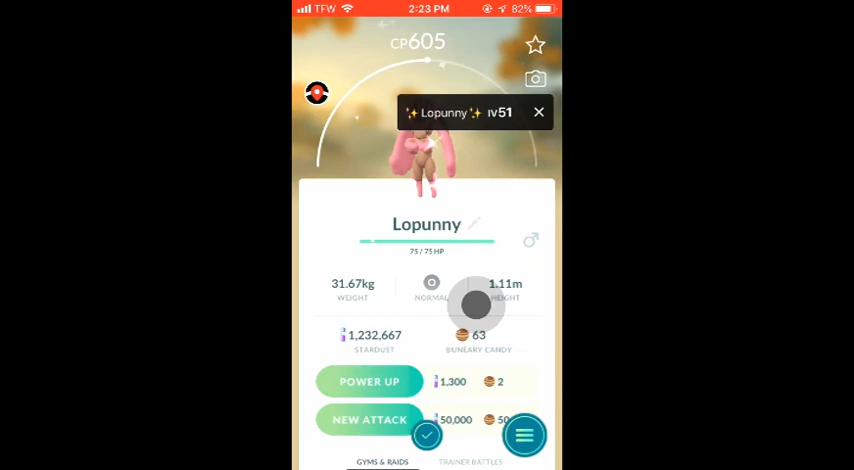 TFW 2:23 PM 82%
CP605
✨Lopunny✨ IV51 ×
Lopunny
75 / 75 HP
31.67kg 1.11m
WEIGHT HEIGHT
1,232,667 63
STARDUST BUNEARY CANDY
POWER UP 1,300 2
NEW ATTACK 50,000
GYMS & RAIDS TRAINER BATTLES